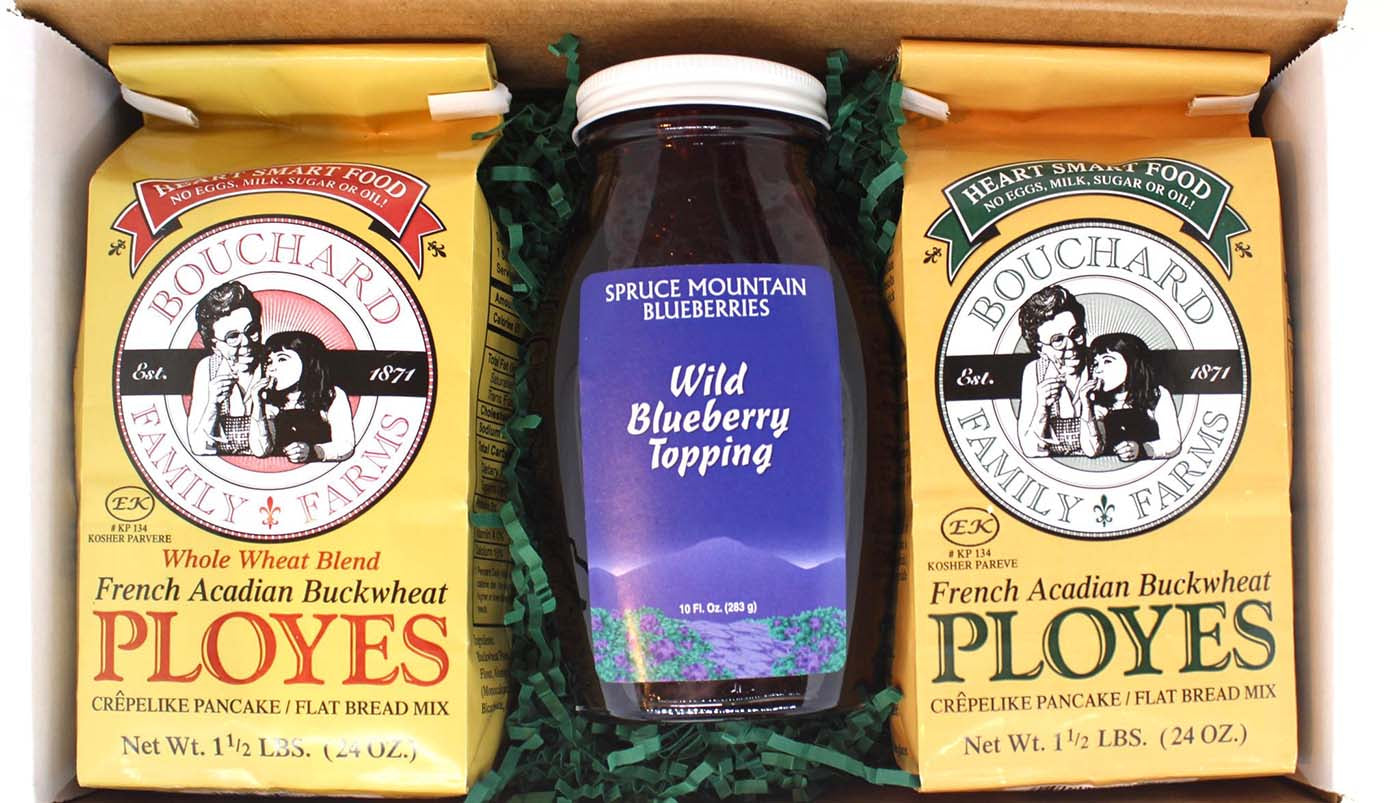 HEART SMART FOOD
NO EGGS, MILK, SUGAR OR OIL!
BOUCHARD
Est. 1871
FAMILY FARMS
EK
# KP 134
KOSHER PARVERE
Whole Wheat Blend
French Acadian Buckwheat
PLOYES
CRÊPELIKE PANCAKE / FLAT BREAD MIX
Net Wt. 1 1/2 LBS. (24 OZ.)
SPRUCE MOUNTAIN
BLUEBERRIES
Wild
Blueberry
Topping
10 Fl. Oz. (283 g)
HEART SMART FOOD
NO EGGS, MILK, SUGAR OR OIL!
BOUCHARD
Est. 1871
FAMILY FARMS
EK
# KP 134
KOSHER PAREVE
French Acadian Buckwheat
PLOYES
CRÊPELIKE PANCAKE / FLAT BREAD MIX
Net Wt. 1 1/2 LBS. (24 OZ.)